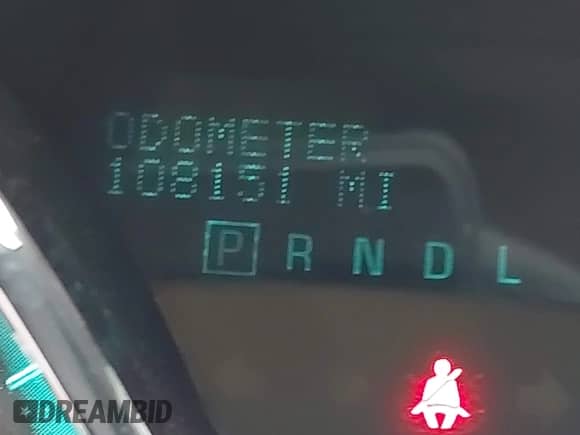 ODOMETER
108151 MI
P R N D L
DREAMBID